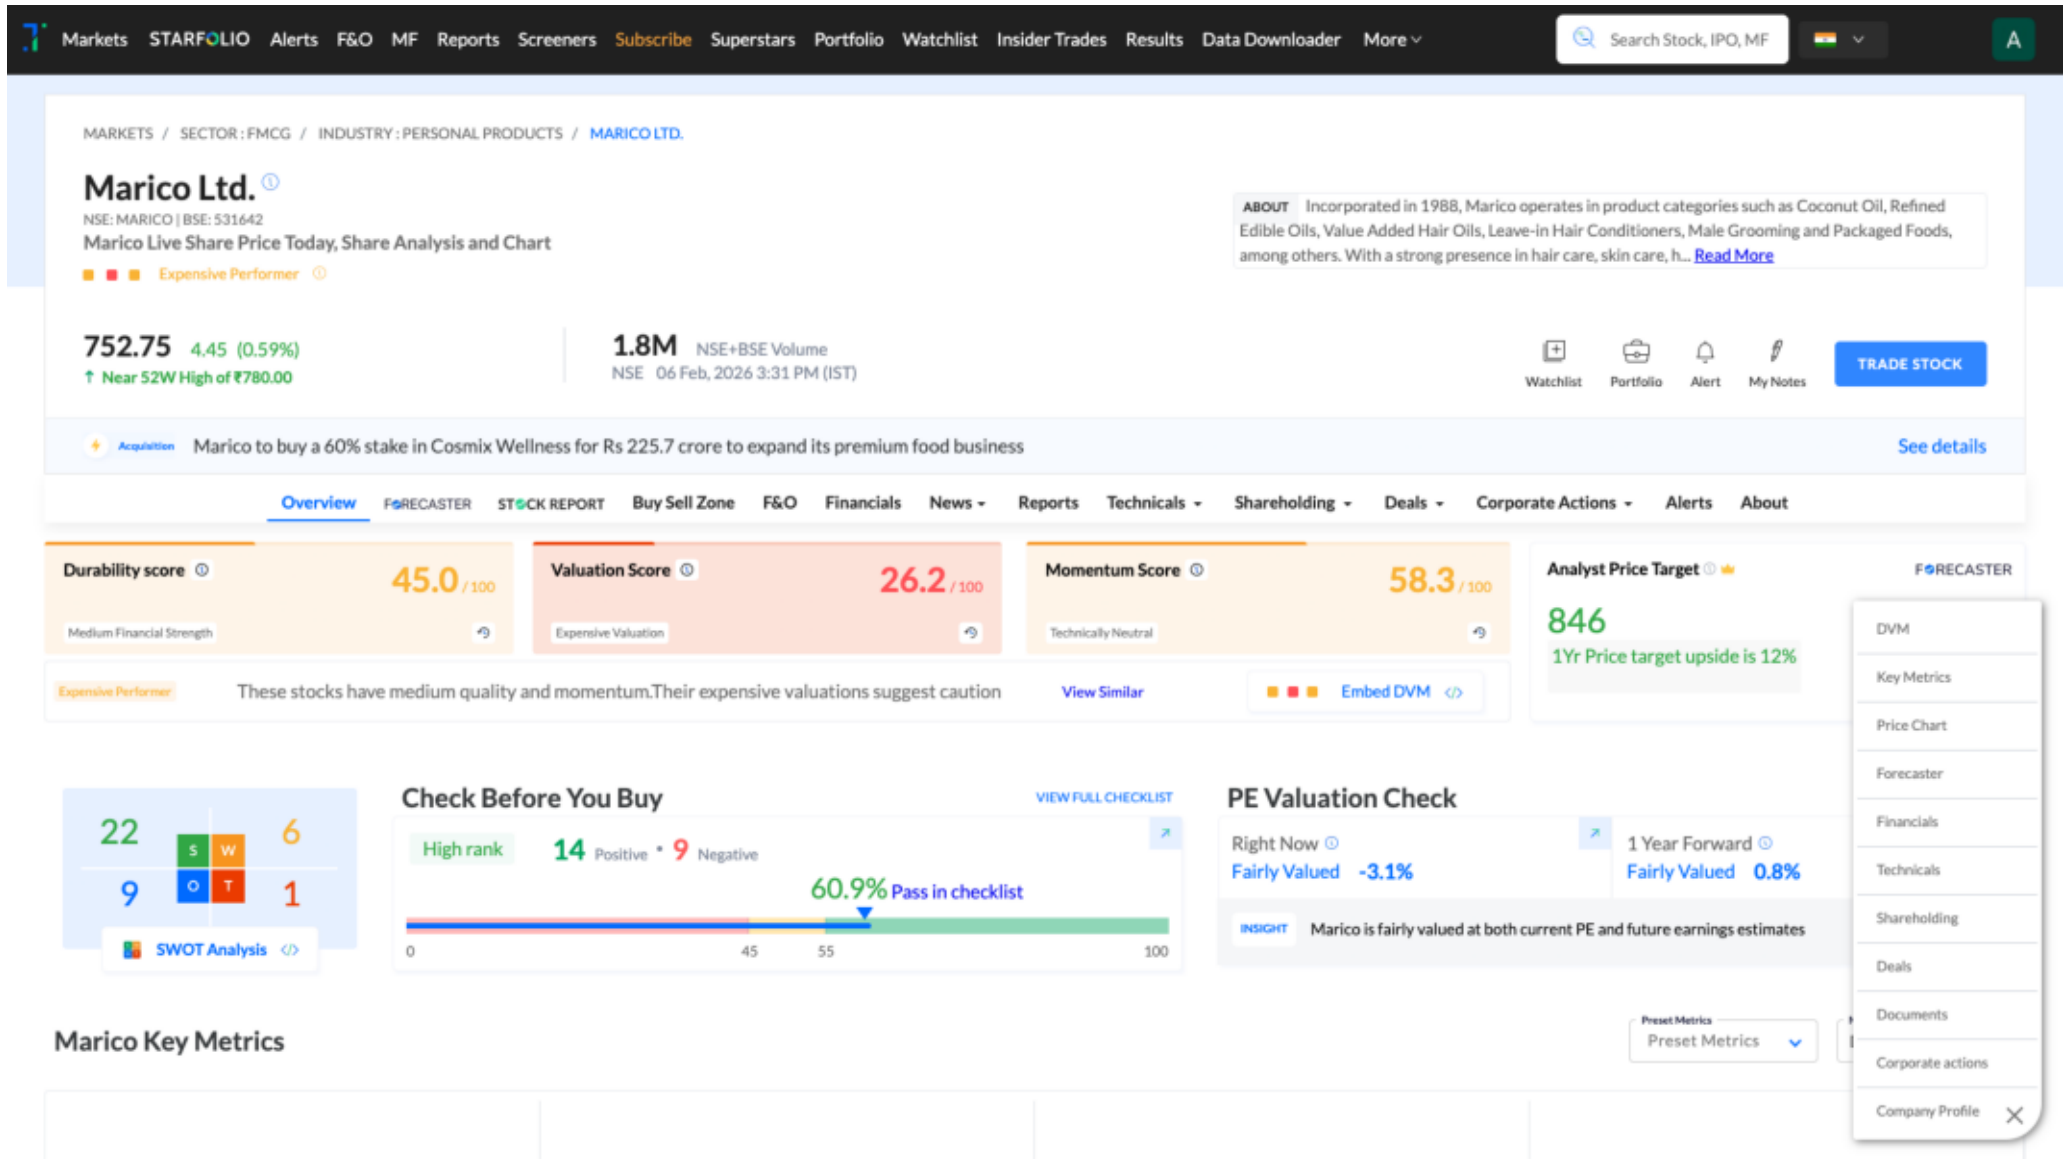 Markets STARFOLIO Alerts F&O MF Reports Screeners Subscribe Superstars Portfolio Watchlist Insider Trades Results Data Downloader More Search Stock, IPO, MF A
MARKETS / SECTOR : FMCG / INDUSTRY : PERSONAL PRODUCTS / MARICO LTD.
Marico Ltd.
NSE: MARICO | BSE: 531642
Marico Live Share Price Today, Share Analysis and Chart
Expensive Performer
ABOUT Incorporated in 1988, Marico operates in product categories such as Coconut Oil, Refined
Edible Oils, Value Added Hair Oils, Leave-in Hair Conditioners, Male Grooming and Packaged Foods,
among others. With a strong presence in hair care, skin care, h... Read More
752.75 4.45 (0.59%)
↑ Near 52W High of ₹780.00
1.8M NSE+BSE Volume
NSE 06 Feb, 2026 3:31 PM (IST)
Watchlist Portfolio Alert My Notes TRADE STOCK
Acquisition Marico to buy a 60% stake in Cosmix Wellness for Rs 225.7 crore to expand its premium food business See details
Overview FORECASTER STOCK REPORT Buy Sell Zone F&O Financials News Reports Technicals Shareholding Deals Corporate Actions Alerts About
Durability score 45.0 / 100
Medium Financial Strength
Valuation Score 26.2 / 100
Expensive Valuation
Momentum Score 58.3 / 100
Technically Neutral
Analyst Price Target FORECASTER
846
1Yr Price target upside is 12%
Expensive Performer These stocks have medium quality and momentum.Their expensive valuations suggest caution View Similar Embed DVM </>
22 6
S W
O T
9 1
SWOT Analysis </>
Check Before You Buy VIEW FULL CHECKLIST
High rank 14 Positive * 9 Negative
60.9% Pass in checklist
0 45 55 100
PE Valuation Check
Right Now
Fairly Valued -3.1%
1 Year Forward
Fairly Valued 0.8%
INSIGHT Marico is fairly valued at both current PE and future earnings estimates
Marico Key Metrics
Preset Metrics
Preset Metrics
DVM
Key Metrics
Price Chart
Forecaster
Financials
Technicals
Shareholding
Deals
Documents
Corporate actions
Company Profile